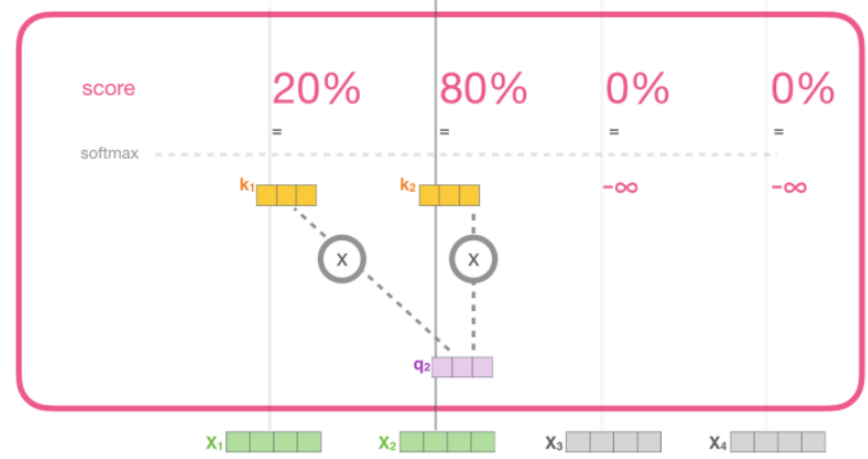 score 20% 80% 0% 0%
= = = =
softmax
k₁ k₂ -∞ -∞
x x
q₂
X₁ X₂ X₃ X₄